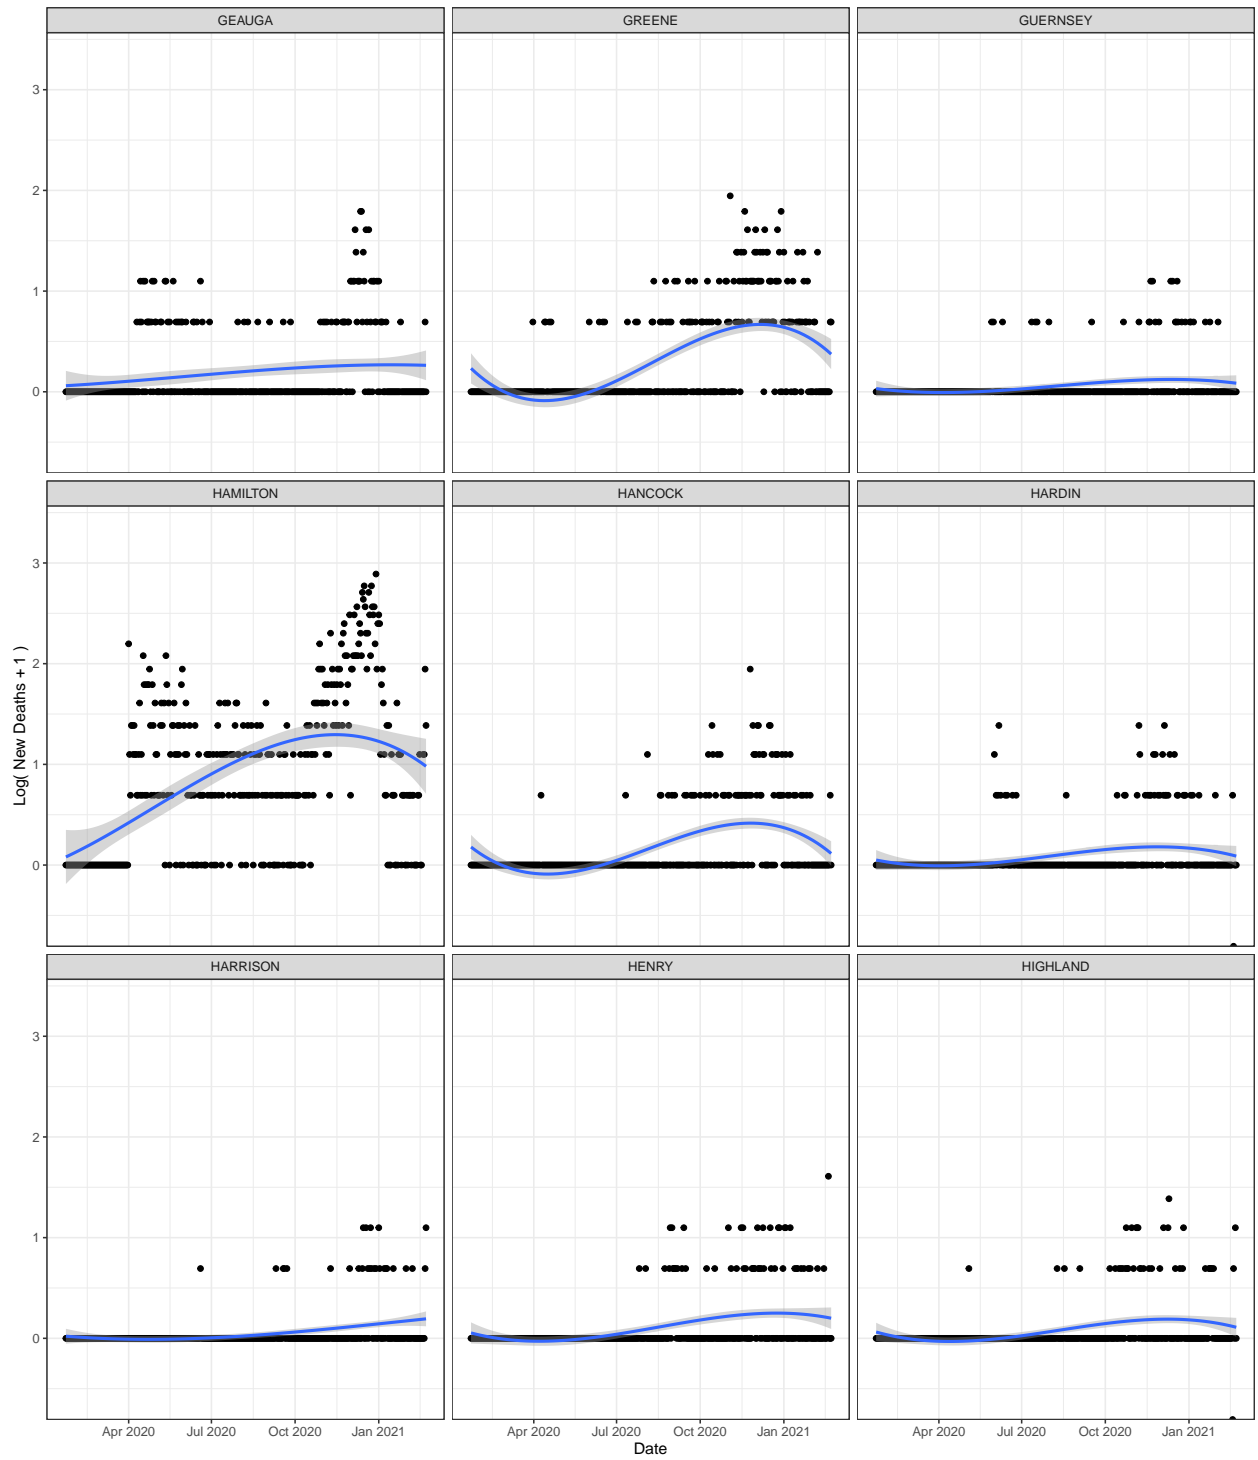 GEAUGA
GREENE
GUERNSEY
3
2
1
0
HAMILTON
HANCOCK
HARDIN
3
2
1
0
Log( New Deaths + 1 )
HARRISON
HENRY
HIGHLAND
3
2
1
0
Apr 2020 Jul 2020 Oct 2020 Jan 2021
Apr 2020 Jul 2020 Oct 2020 Jan 2021
Apr 2020 Jul 2020 Oct 2020 Jan 2021
Date